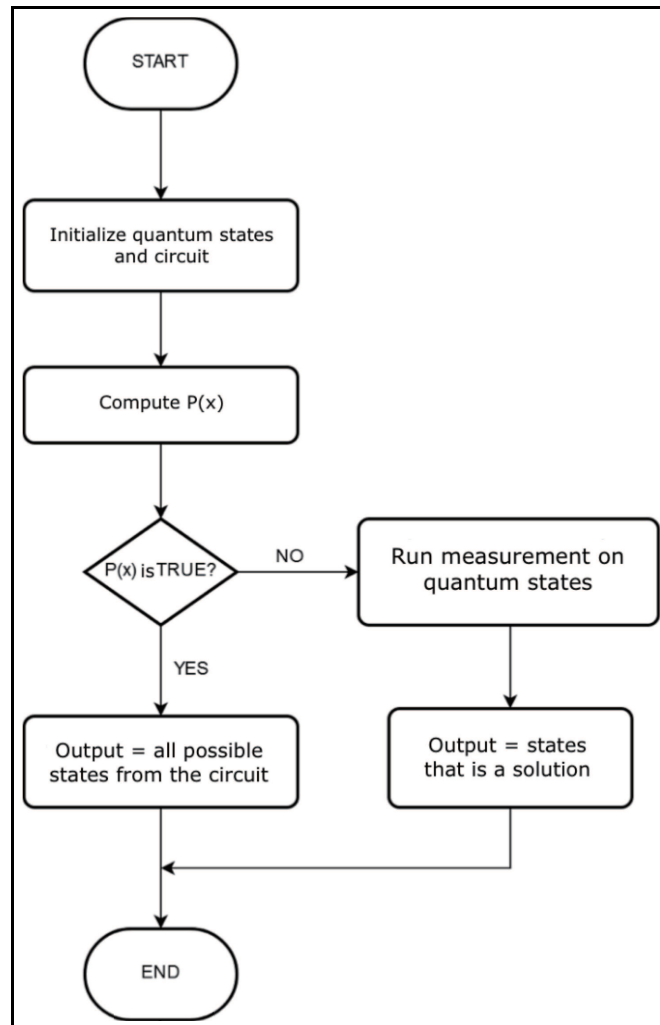 START
Initialize quantum states
and circuit
Compute P(x)
P(x) is TRUE?
NO
Run measurement on
quantum states
YES
Output = all possible
states from the circuit
Output = states
that is a solution
END